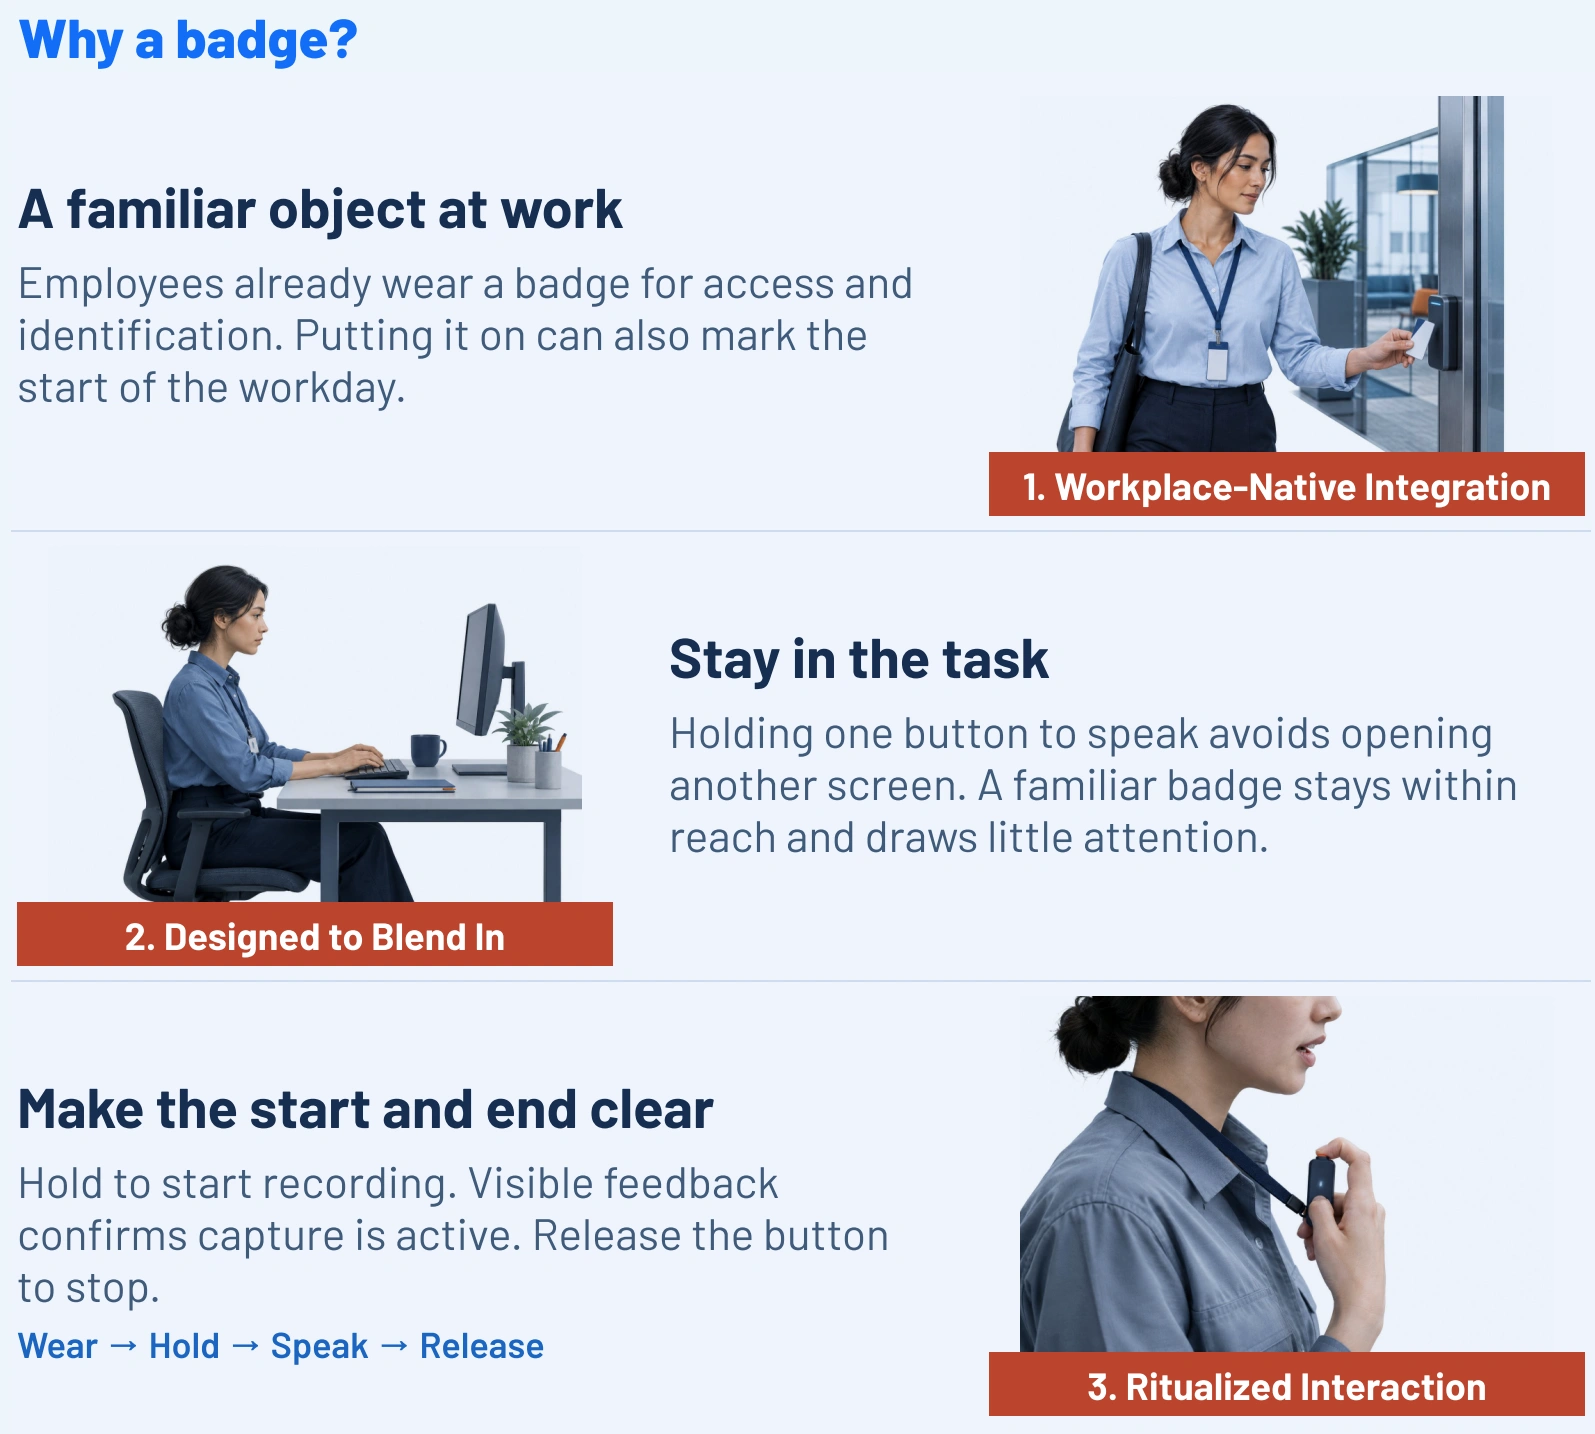 Why a badge?
A familiar object at work
Employees already wear a badge for access and
identification. Putting it on can also mark the
start of the workday.
1. Workplace-Native Integration
Stay in the task
Holding one button to speak avoids opening
another screen. A familiar badge stays within
reach and draws little attention.
2. Designed to Blend In
Make the start and end clear
Hold to start recording. Visible feedback
confirms capture is active. Release the button
to stop.
Wear → Hold → Speak → Release
3. Ritualized Interaction